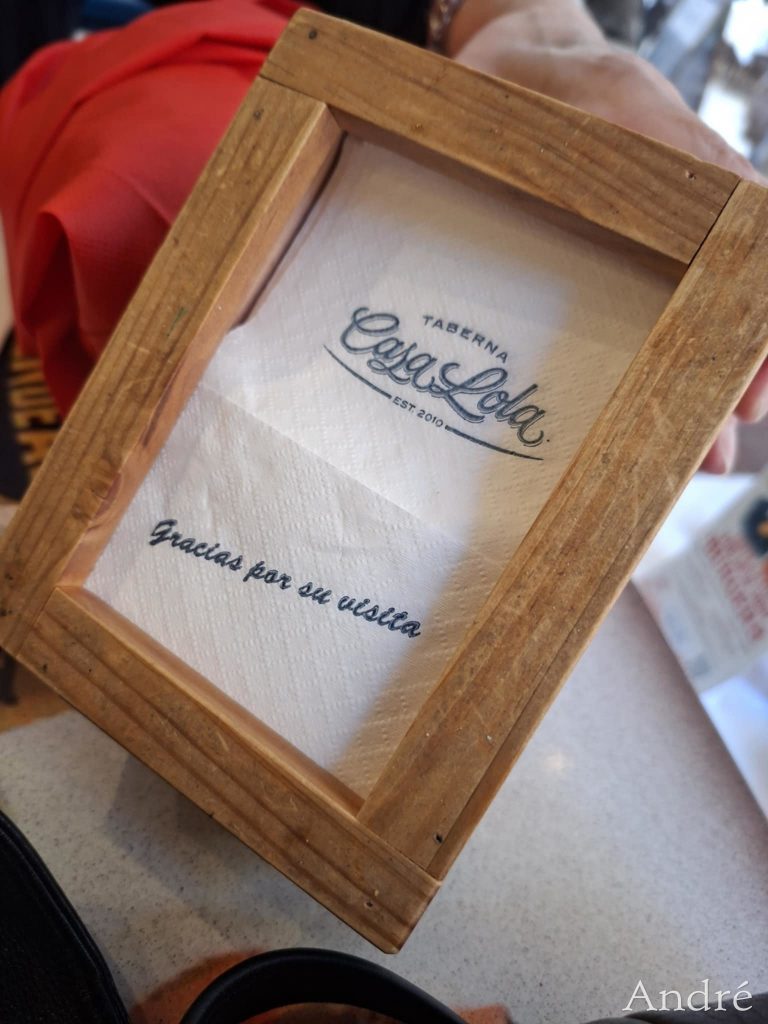 TABERNA
Casa Lola
EST. 2010
Gracias por su visita
André